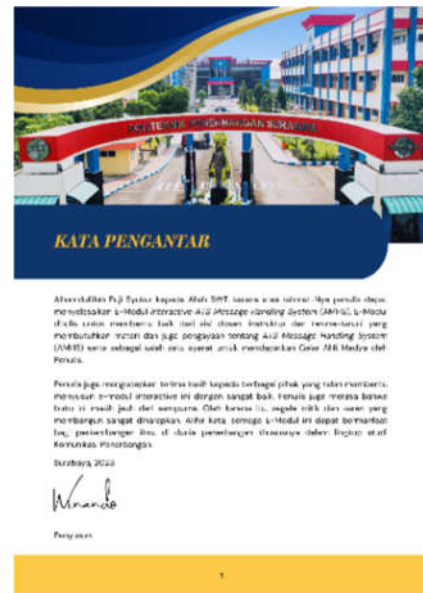 POLITEKNIK PENERBANGAN SURABAYA
KATA PENGANTAR
Alhamdulillah Puji Syukur kepada Allah SWT, karena atas rahmat-Nya penulis dapat
menyelesaikan E-Modul Interactive Ats Message Handling System (AMHS). E-Modul
ditulis untuk membantu baik dari sisi dosen, instruktur dan taruna-taruni yang
membutuhkan materi dan juga pengayaan tentang Ats Message Handling System
(AMHS) serta sebagai salah satu syarat untuk mendapatkan Gelar Ahli Madya oleh
Penulis.
Penulis juga mengucapkan terima kasih kepada berbagai pihak yang telah membantu
menyusun e-modul interactive ini dengan sangat baik. Penulis juga merasa bahwa
buku ini masih jauh dari sempurna. Oleh karena itu, segala kritik dan saran yang
membangun sangat diharapkan. Akhir kata, semoga E-Modul ini dapat bermanfaat
bagi perkembangan ilmu di dunia penerbangan khususnya dalam lingkup studi
Komunikasi Penerbangan.
Surabaya, 2023
Winando
Penyusun
1